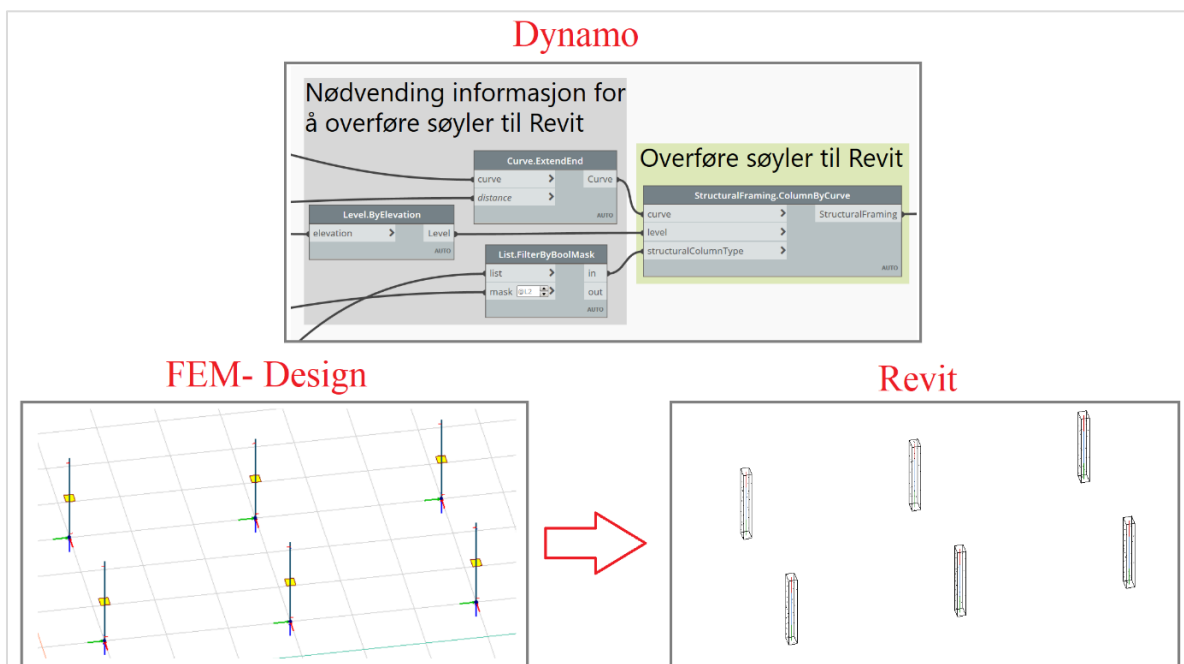 Dynamo
Nødvending informasjon for
å overføre søyler til Revit
Curve.ExtendEnd
curve > Curve
distance >
AUTO
Level.ByElevation
elevation > Level
AUTO
List.FilterByBoolMask
list > in
mask > out
AUTO
Overføre søyler til Revit
StructuralFraming.ColumnByCurve
curve > StructuralFraming
level >
structuralColumnType >
AUTO
FEM- Design
Revit